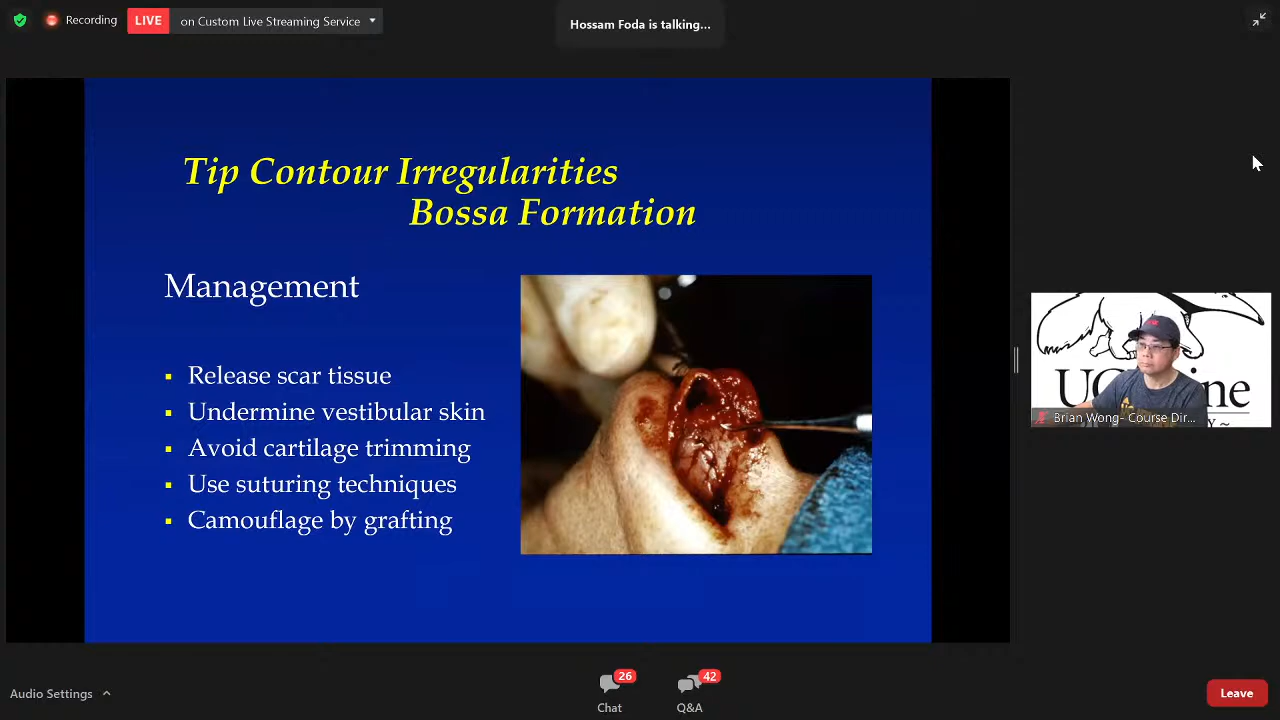 Recording
LIVE
on Custom Live Streaming Service
Hossam Foda is talking...
Tip Contour Irregularities
Bossa Formation
Management
▪ Release scar tissue
▪ Undermine vestibular skin
▪ Avoid cartilage trimming
▪ Use suturing techniques
▪ Camouflage by grafting
Brian Wong- Course Dir...
Audio Settings
26
Chat
42
Q&A
Leave